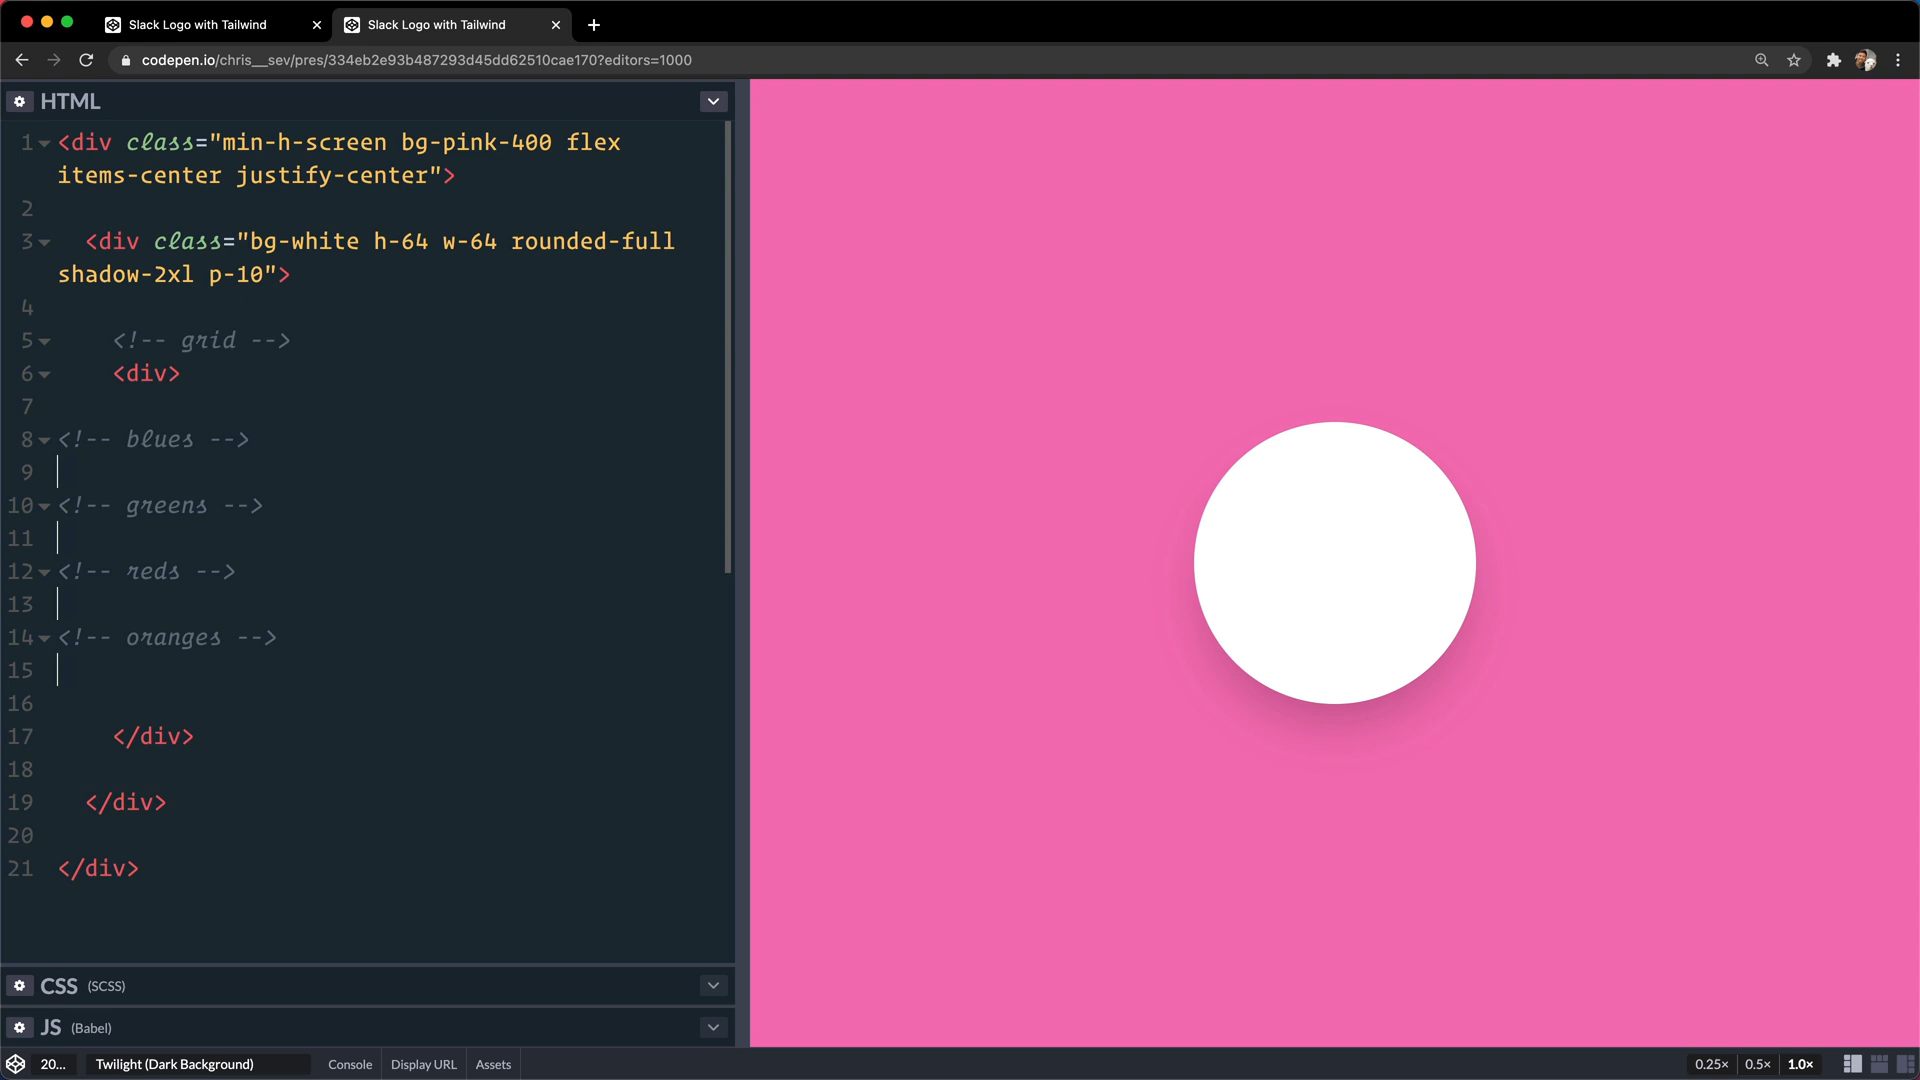 Slack Logo with Tailwind
Slack Logo with Tailwind
codepen.io/chris__sev/pres/334eb2e93b487293d45dd62510cae170?editors=1000
HTML
1 <div class="min-h-screen bg-pink-400 flex
items-center justify-center">
2
3 <div class="bg-white h-64 w-64 rounded-full
shadow-2xl p-10">
4
5 <!-- grid -->
6 <div>
7
8 <!-- blues -->
9
10 <!-- greens -->
11
12 <!-- reds -->
13
14 <!-- oranges -->
15
16
17 </div>
18
19 </div>
20
21 </div>
CSS (SCSS)
JS (Babel)
20... Twilight (Dark Background) Console Display URL Assets 0.25× 0.5× 1.0×